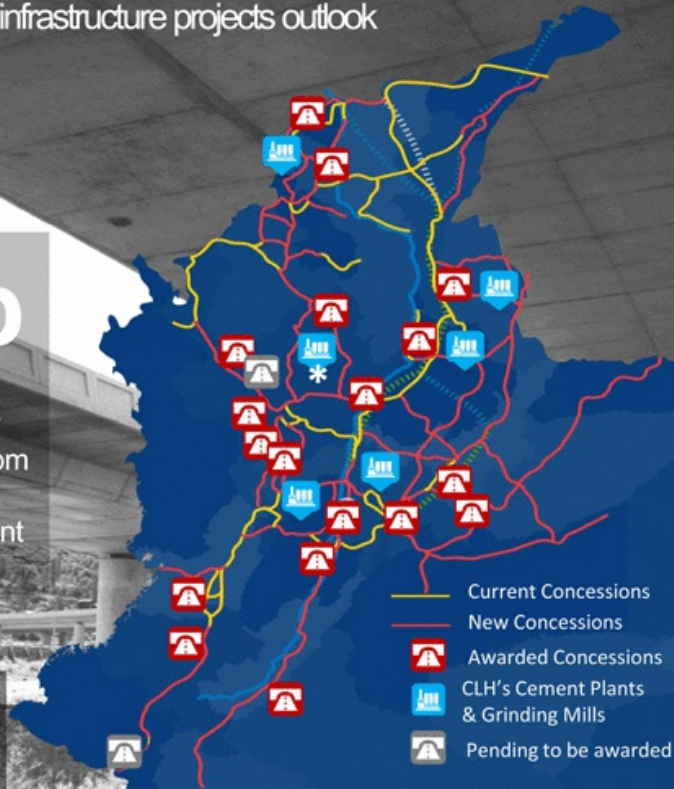 infrastructure projects outlook
*
Current Concessions
New Concessions
Awarded Concessions
CLH's Cement Plants
& Grinding Mills
Pending to be awarded